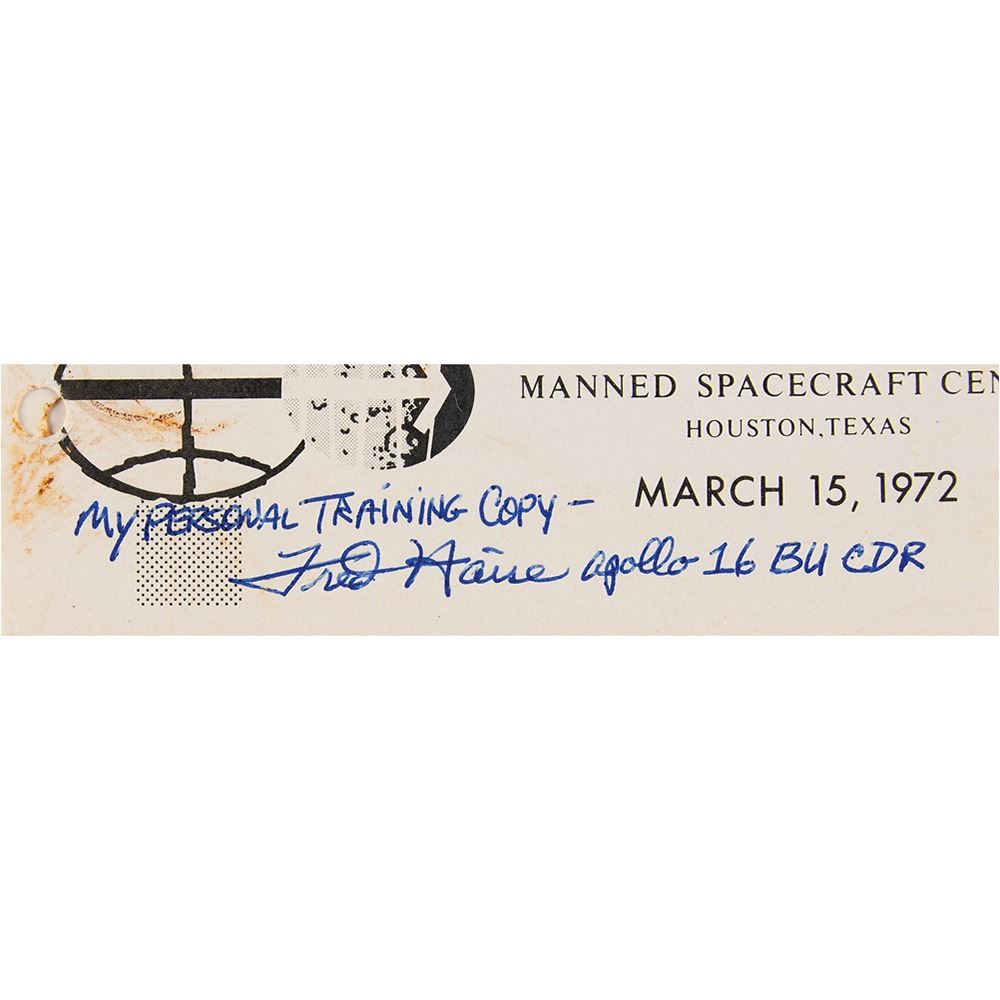 MANNED SPACECRAFT CEN
HOUSTON, TEXAS
MARCH 15, 1972
My PERSONAL TRAINING COPY –
Fred Haise apollo 16 BU CDR